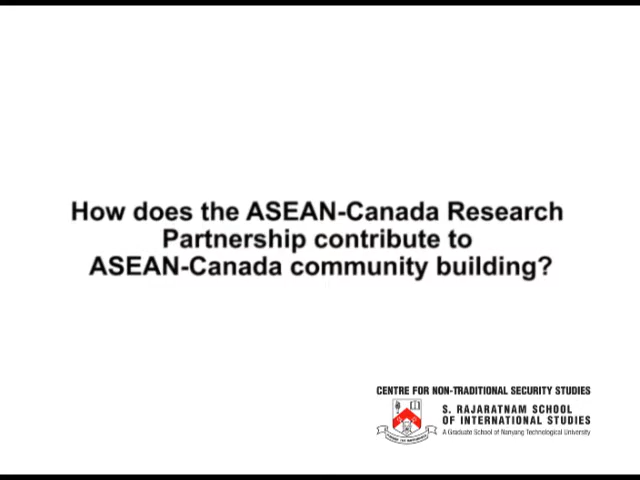 How does the ASEAN-Canada Research
Partnership contribute to
ASEAN-Canada community building?
CENTRE FOR NON-TRADITIONAL SECURITY STUDIES
S. RAJARATNAM SCHOOL
OF INTERNATIONAL STUDIES
A Graduate School of Nanyang Technological University